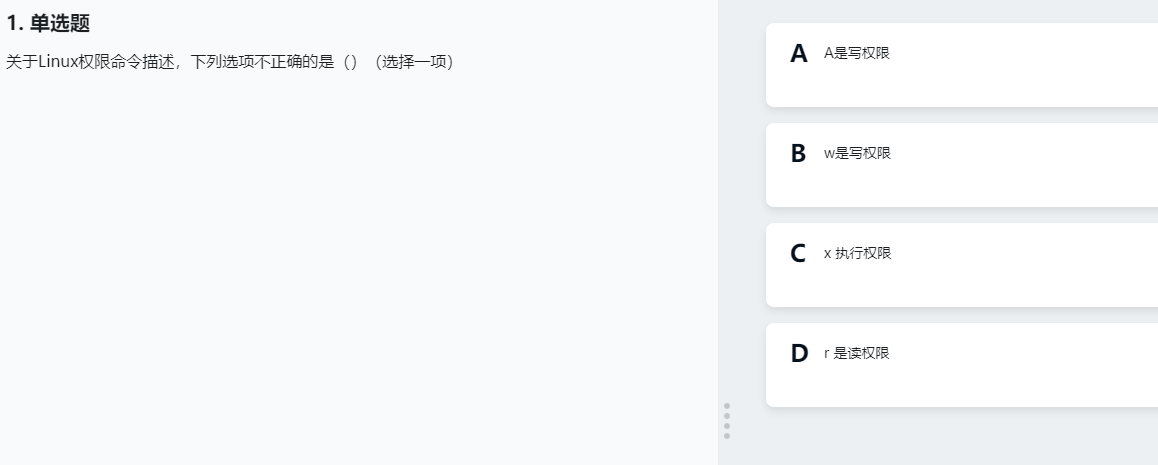 1. 单选题
关于Linux权限命令描述，下列选项不正确的是（）（选择一项）
A A是写权限
B w是写权限
C x 执行权限
D r 是读权限